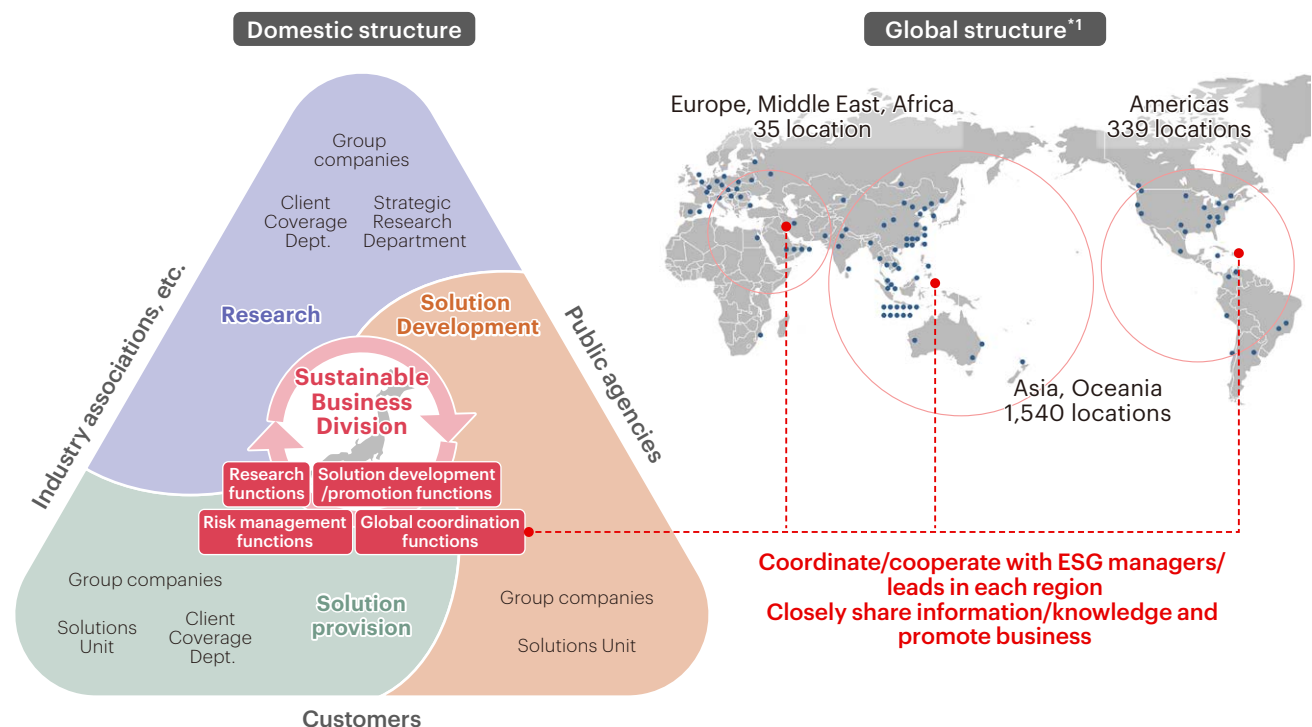 Domestic structure
Group
companies
Client
Coverage
Dept.
Strategic
Research
Department
Research
Solution
Development
Industry associations, etc.
Public agencies
Sustainable
Business
Division
Research
functions
Solution development
/promotion functions
Risk management
functions
Global coordination
functions
Group companies
Solutions
Unit
Client
Coverage
Dept.
Solution
provision
Group companies
Solutions Unit
Customers
Global structure*1
Europe, Middle East, Africa
35 location
Americas
339 locations
Asia, Oceania
1,540 locations
Coordinate/cooperate with ESG managers/
leads in each region
Closely share information/knowledge and
promote business